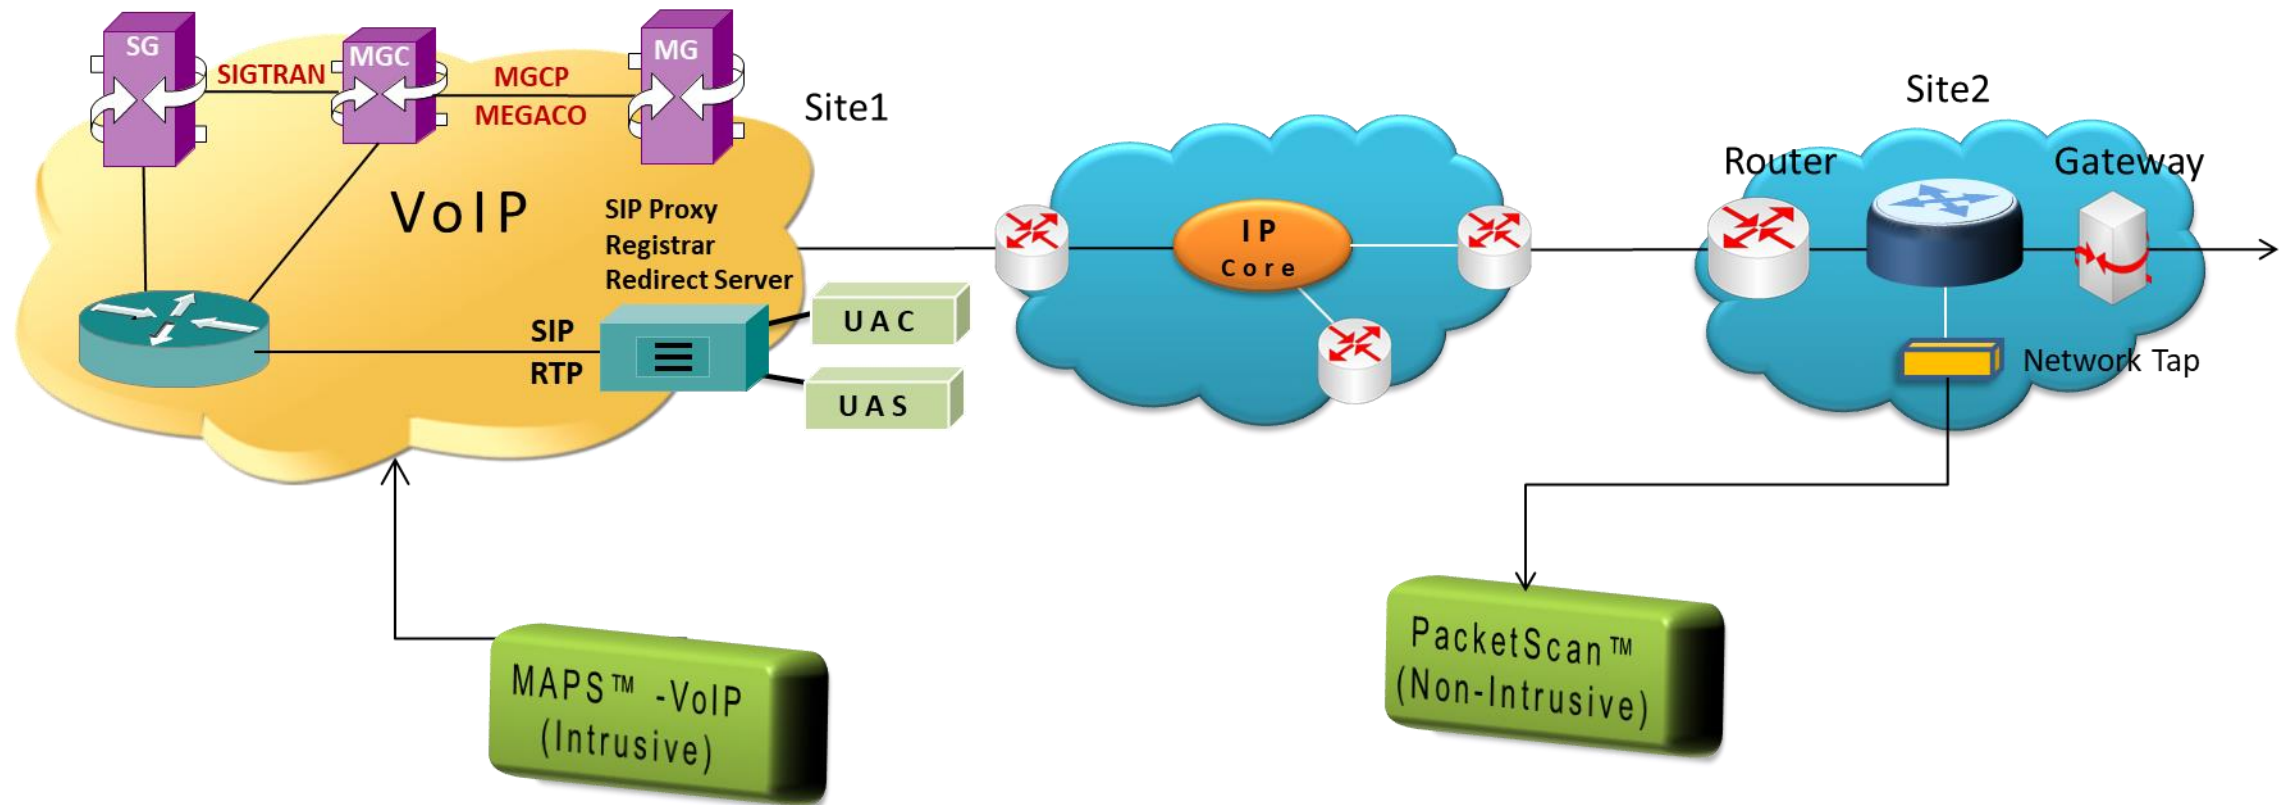 SG
SIGTRAN
MGC
MGCP
MEGACO
MG
Site1
VoIP
SIP Proxy
Registrar
Redirect Server
SIP
RTP
UAC
UAS
IP
Core
Site2
Router
Gateway
Network Tap
MAPS™ -VoIP
(Intrusive)
PacketScan™
(Non-Intrusive)